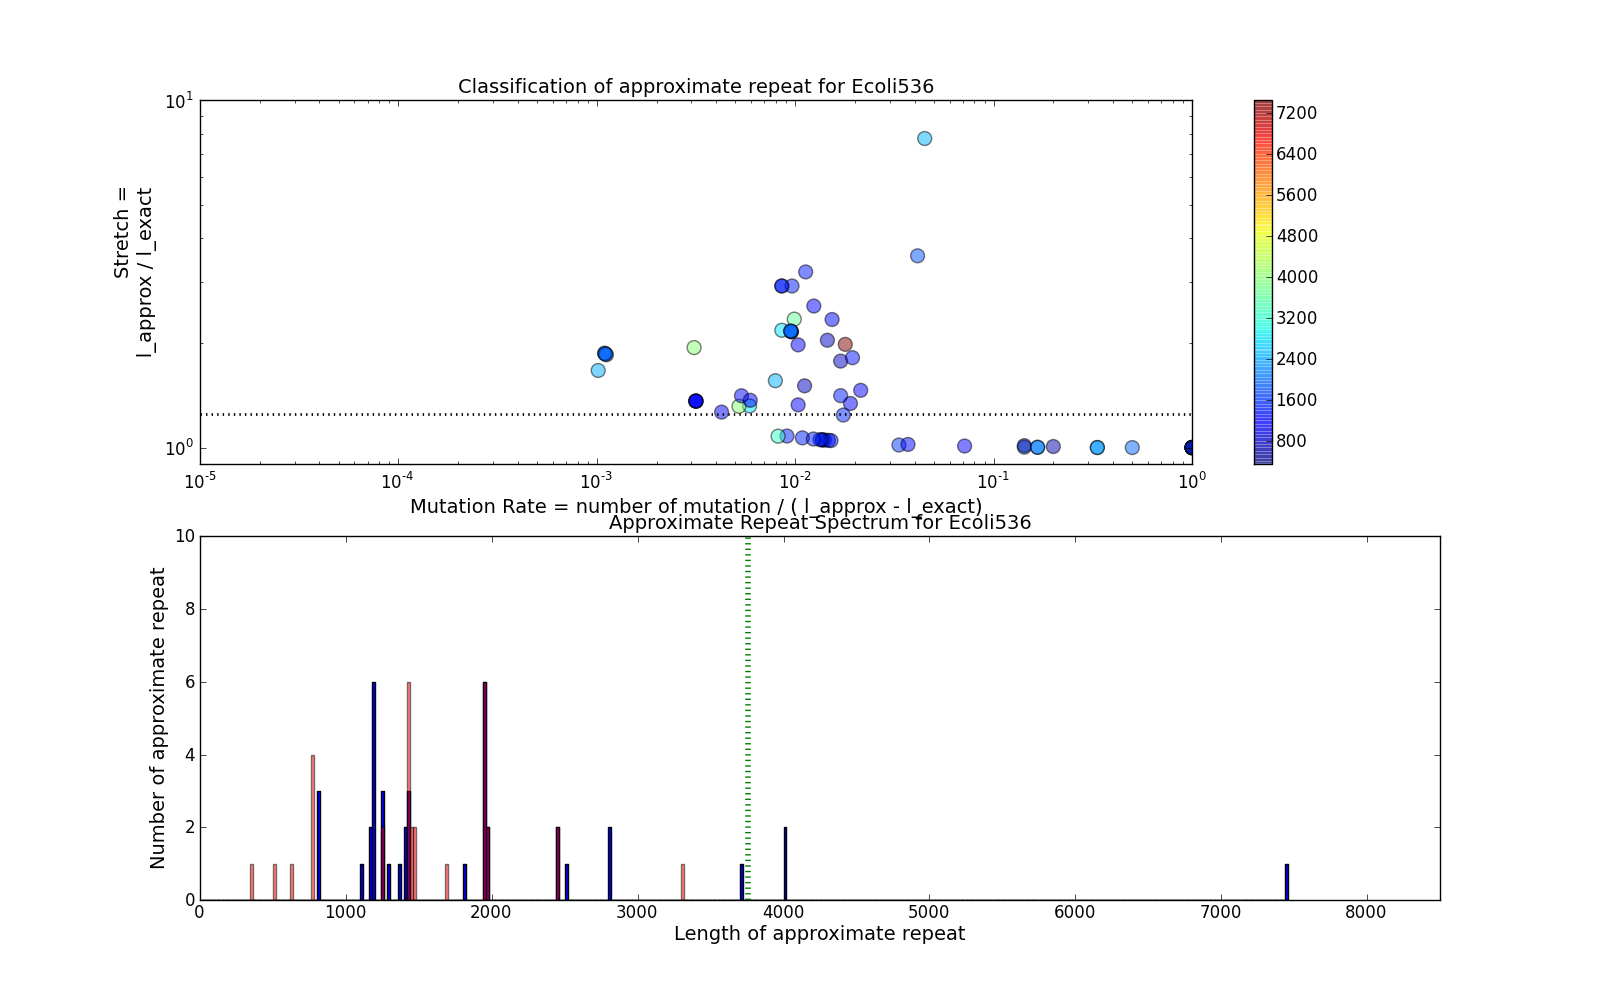 Classification of approximate repeat for Ecoli536
Stretch =
l_approx / l_exact
10^1
10^0
10^-5 10^-4 10^-3 10^-2 10^-1 10^0
Mutation Rate = number of mutation / ( l_approx - l_exact)
7200
6400
5600
4800
4000
3200
2400
1600
800
Approximate Repeat Spectrum for Ecoli536
Number of approximate repeat
10
8
6
4
2
0
0 1000 2000 3000 4000 5000 6000 7000 8000
Length of approximate repeat